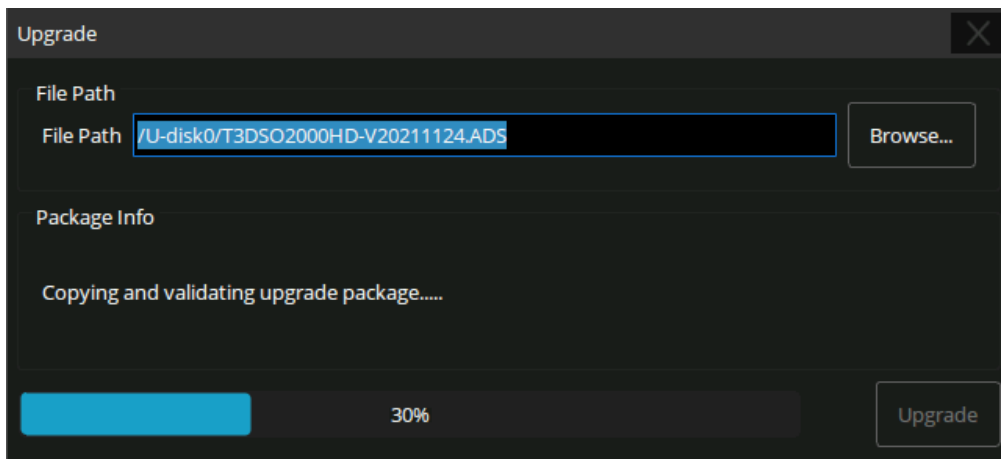 Upgrade
File Path
File Path /U-disk0/T3DSO2000HD-V20211124.ADS Browse...
Package Info
Copying and validating upgrade package.....
30% Upgrade